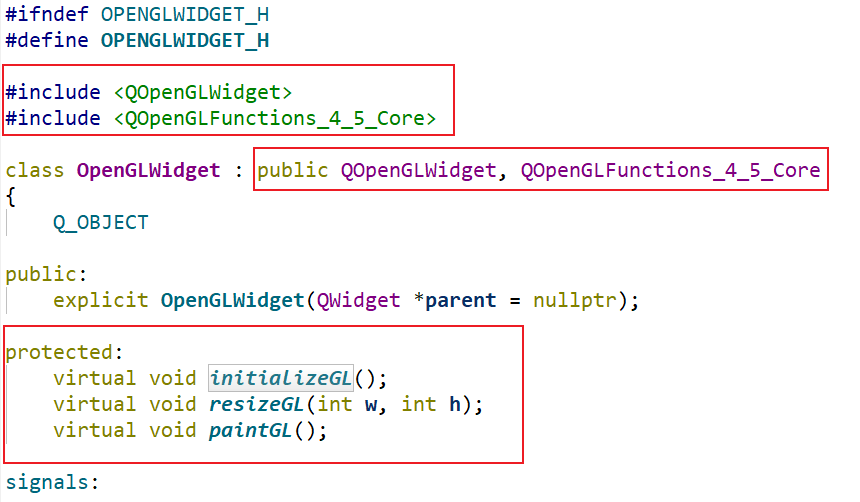 #ifndef OPENGLWIDGET_H
#define OPENGLWIDGET_H
#include <QOpenGLWidget>
#include <QOpenGLFunctions_4_5_Core>
class OpenGLWidget : public QOpenGLWidget, QOpenGLFunctions_4_5_Core
{
Q_OBJECT
public:
explicit OpenGLWidget(QWidget *parent = nullptr);
protected:
virtual void initializeGL();
virtual void resizeGL(int w, int h);
virtual void paintGL();
signals: